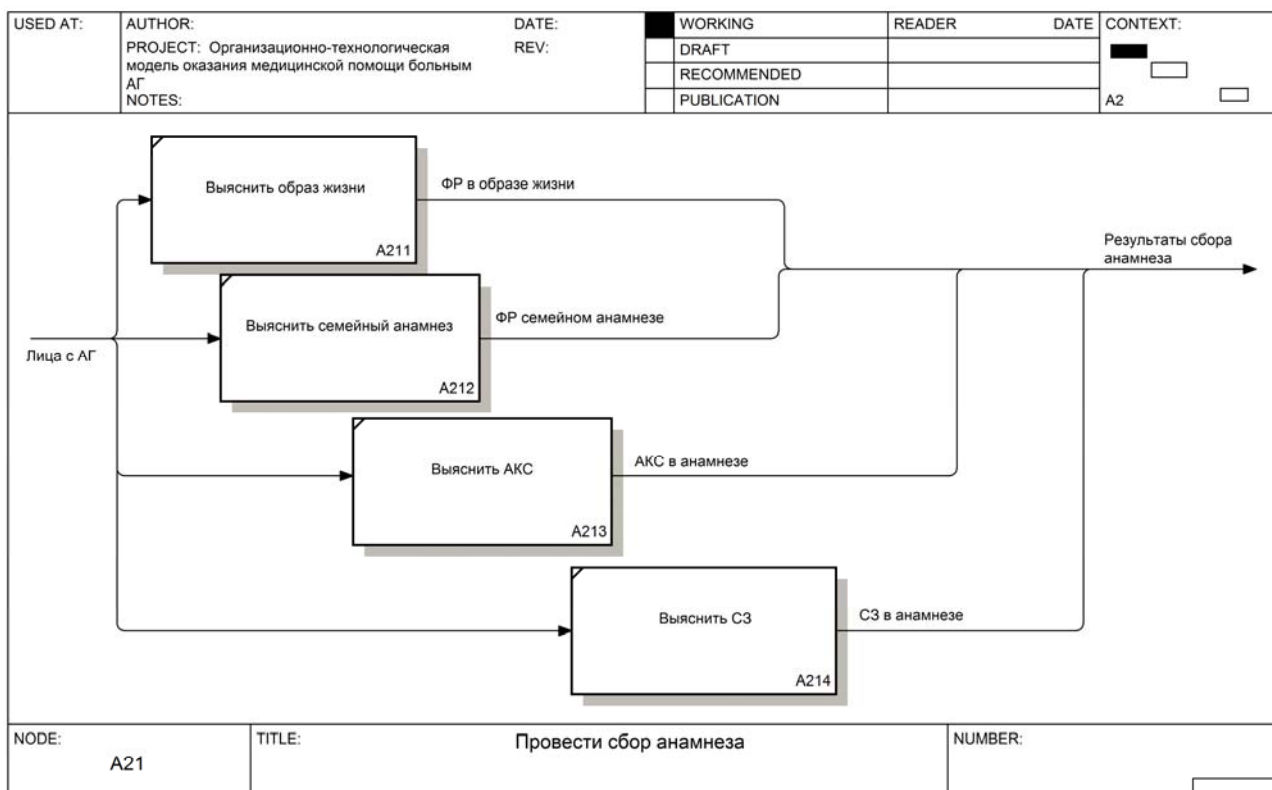 USED AT:
AUTHOR:
DATE:
PROJECT: Организационно-технологическая
модель оказания медицинской помощи больным
АГ
REV:
NOTES:
WORKING
DRAFT
RECOMMENDED
PUBLICATION
READER
DATE
CONTEXT:
A2
Выяснить образ жизни
A211
ФР в образе жизни
Результаты сбора
анамнеза
Выяснить семейный анамнез
A212
ФР семейном анамнезе
Лица с АГ
Выяснить АКС
A213
АКС в анамнезе
Выяснить СЗ
A214
СЗ в анамнезе
NODE:
A21
TITLE:
Провести сбор анамнеза
NUMBER: